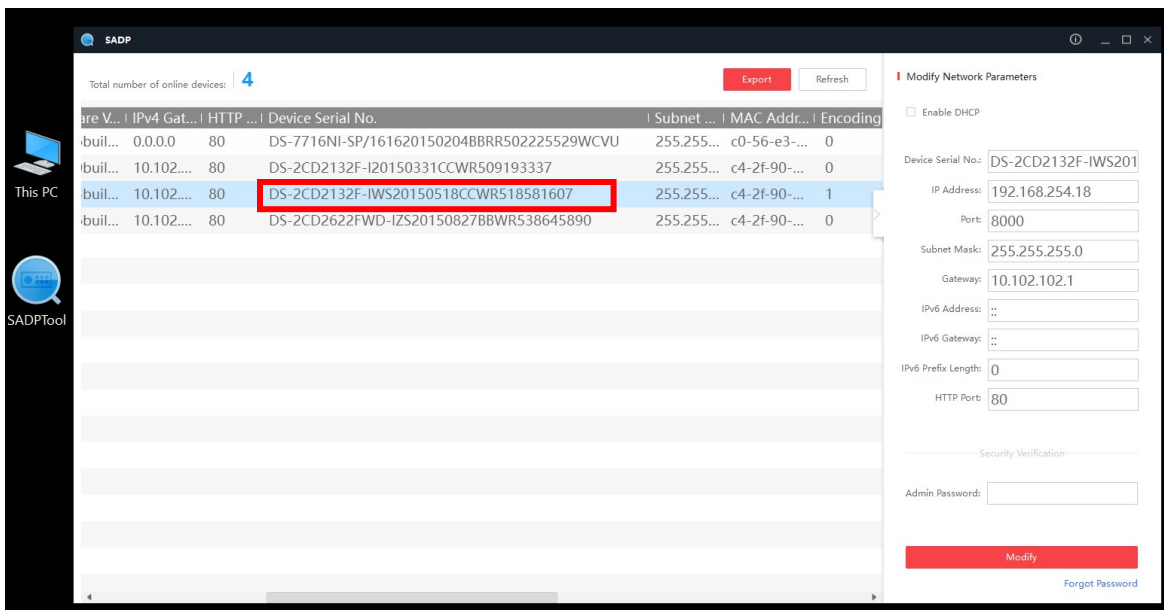 SADP
Total number of online devices: 4
Export
Refresh
are V... IPv4 Gat... HTTP ... Device Serial No. Subnet ... MAC Addr... Encoding
buil... 0.0.0.0 80 DS-7716NI-SP/161620150204BBRR502225529WCVU 255.255... c0-56-e3-... 0
buil... 10.102.... 80 DS-2CD2132F-I20150331CCWR509193337 255.255... c4-2f-90-... 0
buil... 10.102.... 80 DS-2CD2132F-IWS20150518CCWR518581607 255.255... c4-2f-90-... 1
buil... 10.102.... 80 DS-2CD2622FWD-IZS20150827BBWR538645890 255.255... c4-2f-90-... 0
This PC
SADPTool
Modify Network Parameters
Enable DHCP
Device Serial No.: DS-2CD2132F-IWS201
IP Address: 192.168.254.18
Port: 8000
Subnet Mask: 255.255.255.0
Gateway: 10.102.102.1
IPv6 Address: ::
IPv6 Gateway: ::
IPv6 Prefix Length: 0
HTTP Port: 80
Security Verification
Admin Password:
Modify
Forgot Password